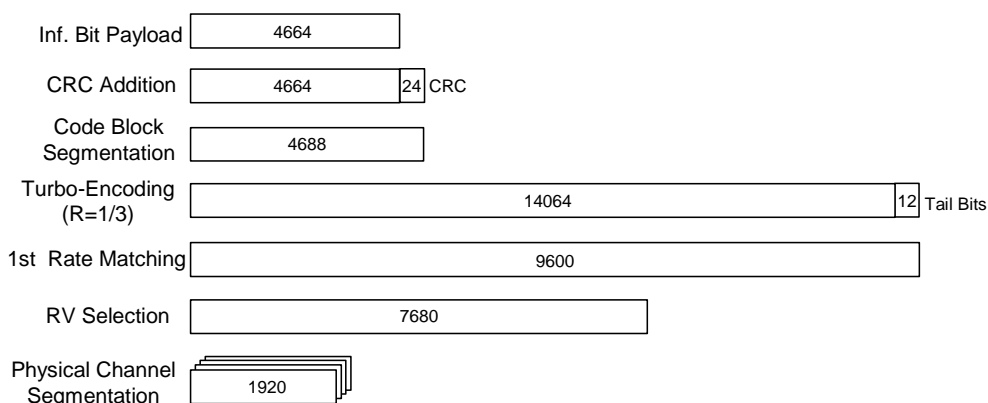 Inf. Bit Payload
4664
CRC Addition
4664
24
CRC
Code Block
Segmentation
4688
Turbo-Encoding
(R=1/3)
14064
12
Tail Bits
1st Rate Matching
9600
RV Selection
7680
Physical Channel
Segmentation
1920